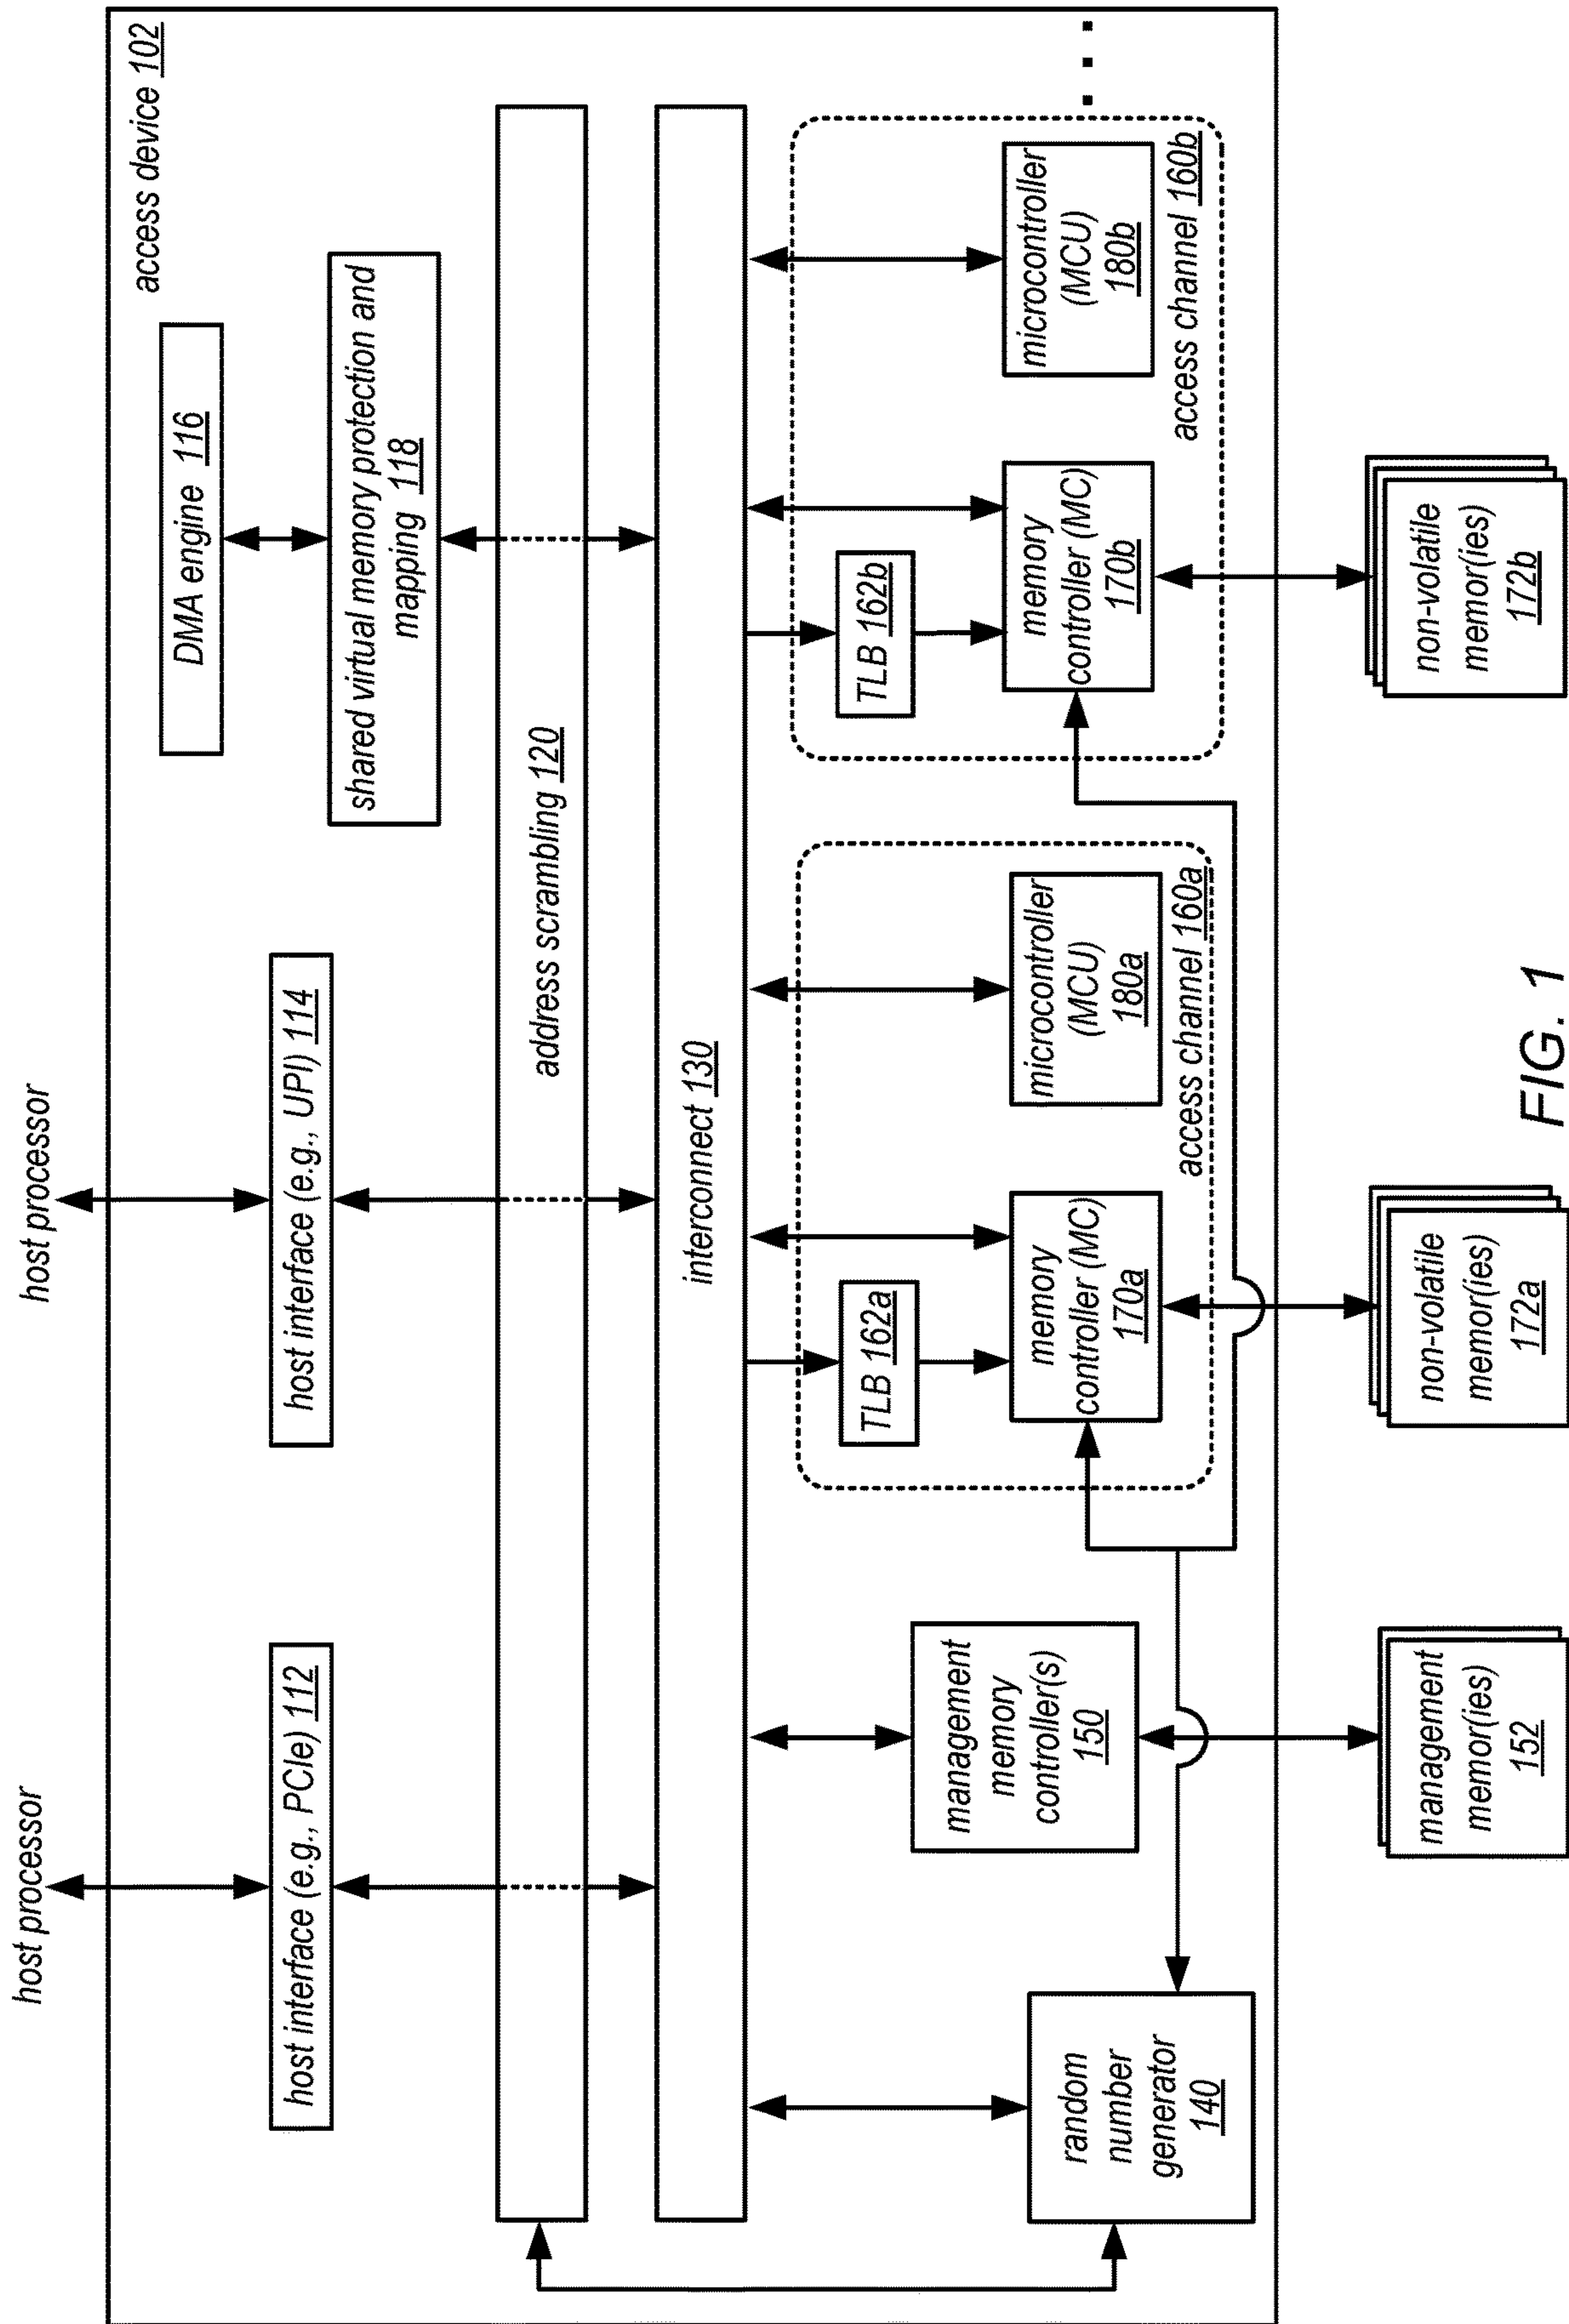 host processor
host processor
access device 102
host interface (e.g., PCIe) 112
host interface (e.g., UPI) 114
DMA engine 116
shared virtual memory protection and
mapping 118
address scrambling 120
interconnect 130
random
number
generator
140
management
memory
controller(s)
150
TLB 162a
memory
controller (MC)
170a
microcontroller
(MCU)
180a
access channel 160a
TLB 162b
memory
controller (MC)
170b
microcontroller
(MCU)
180b
access channel 160b
management
memor(ies)
152
non-volatile
memor(ies)
172a
non-volatile
memor(ies)
172b
FIG. 1